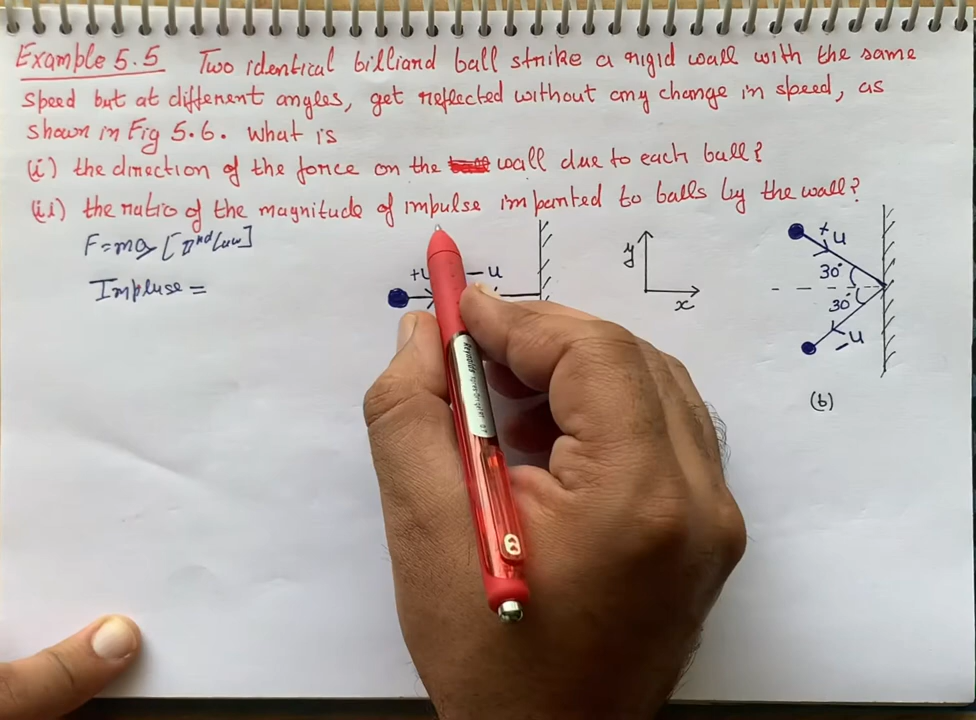 Example 5.5 Two identical billiard ball strike a rigid wall with the same
speed but at different angles, get reflected without any change in speed, as
shown in Fig 5.6. What is
(i) the direction of the force on the wall due to each ball?
(ii) the ratio of the magnitude of impulse imparted to balls by the wall?
F=ma [IInd Law]
Impluse =
+u -u
y
x
+u
30°
30°
-u
(b)